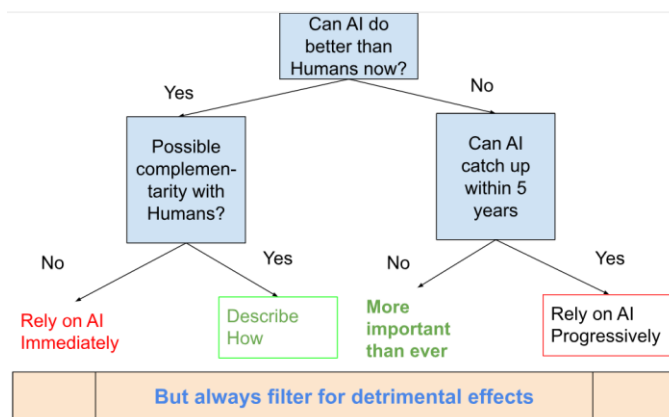 Can AI do
better than
Humans now?
Yes
No
Possible
complemen-
tarity with
Humans?
Can AI
catch up
within 5
years
No
Yes
No
Yes
Rely on AI
Immediately
Describe
How
More
important
than ever
Rely on AI
Progressively
But always filter for detrimental effects